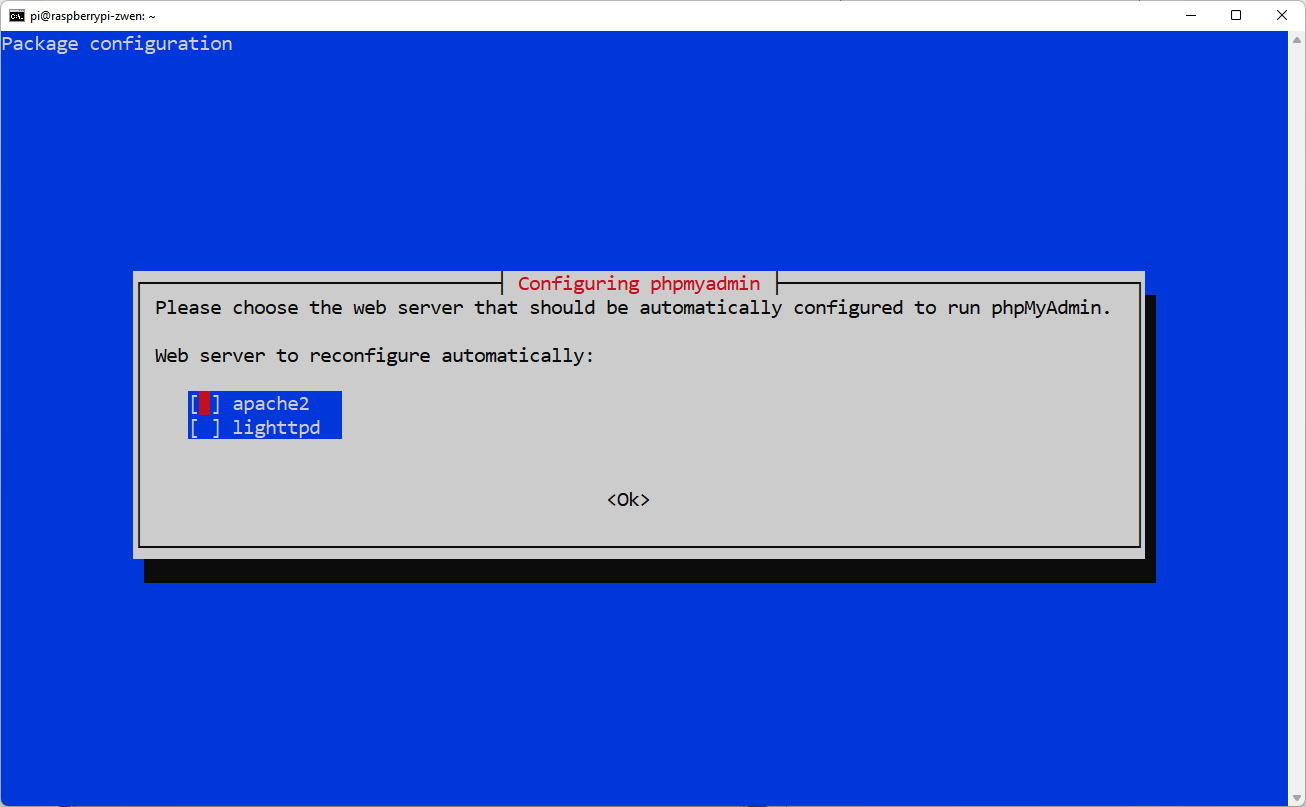 pi@raspberrypi-zwen: ~
Package configuration
Configuring phpmyadmin
Please choose the web server that should be automatically configured to run phpMyAdmin.
Web server to reconfigure automatically:
[ ] apache2
[ ] lighttpd
<Ok>